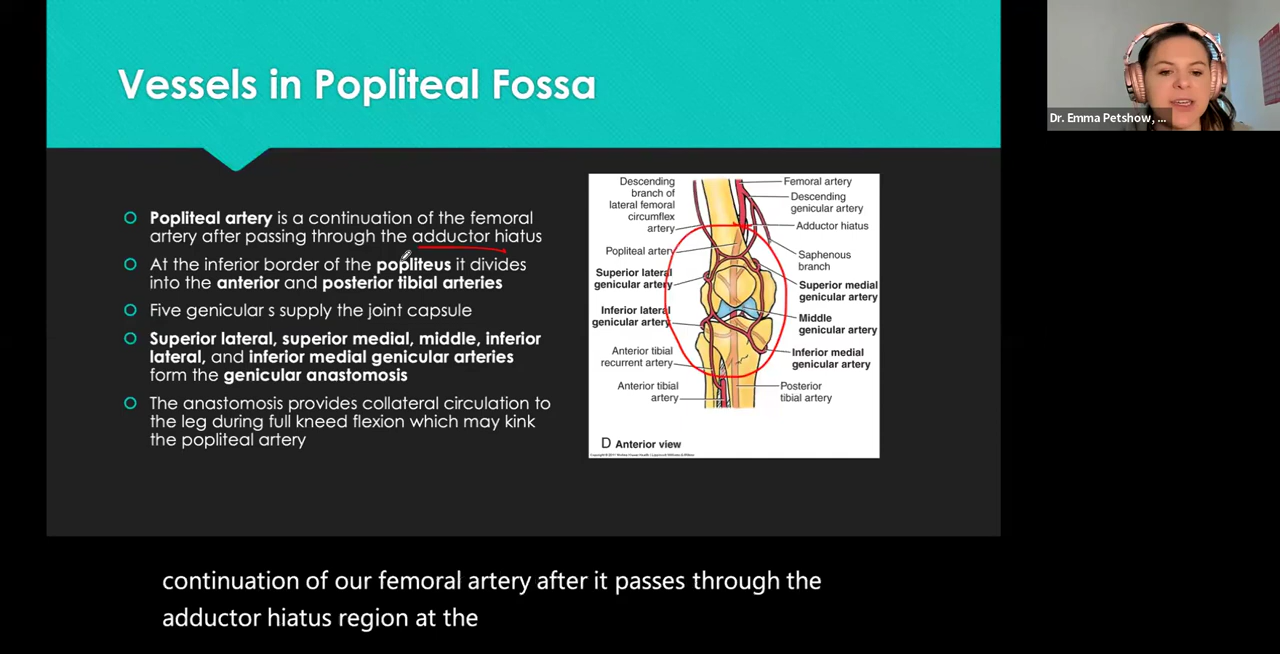 Vessels in Popliteal Fossa
Dr. Emma Petshow, ...
Popliteal artery is a continuation of the femoral
artery after passing through the adductor hiatus
At the inferior border of the popliteus it divides
into the anterior and posterior tibial arteries
Five genicular s supply the joint capsule
Superior lateral, superior medial, middle, inferior
lateral, and inferior medial genicular arteries
form the genicular anastomosis
The anastomosis provides collateral circulation to
the leg during full kneed flexion which may kink
the popliteal artery
Descending
branch of
lateral femoral
circumflex
artery
Popliteal artery
Superior lateral
genicular artery
Inferior lateral
genicular artery
Anterior tibial
recurrent artery
Anterior tibial
artery
Femoral artery
Descending
genicular artery
Adductor hiatus
Saphenous
branch
Superior medial
genicular artery
Middle
genicular artery
Inferior medial
genicular artery
Posterior
tibial artery
D Anterior view
continuation of our femoral artery after it passes through the
adductor hiatus region at the